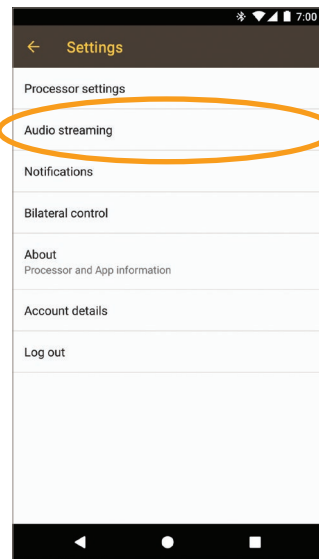 7:00
Settings
Processor settings
Audio streaming
Notifications
Bilateral control
About
Processor and App information
Account details
Log out